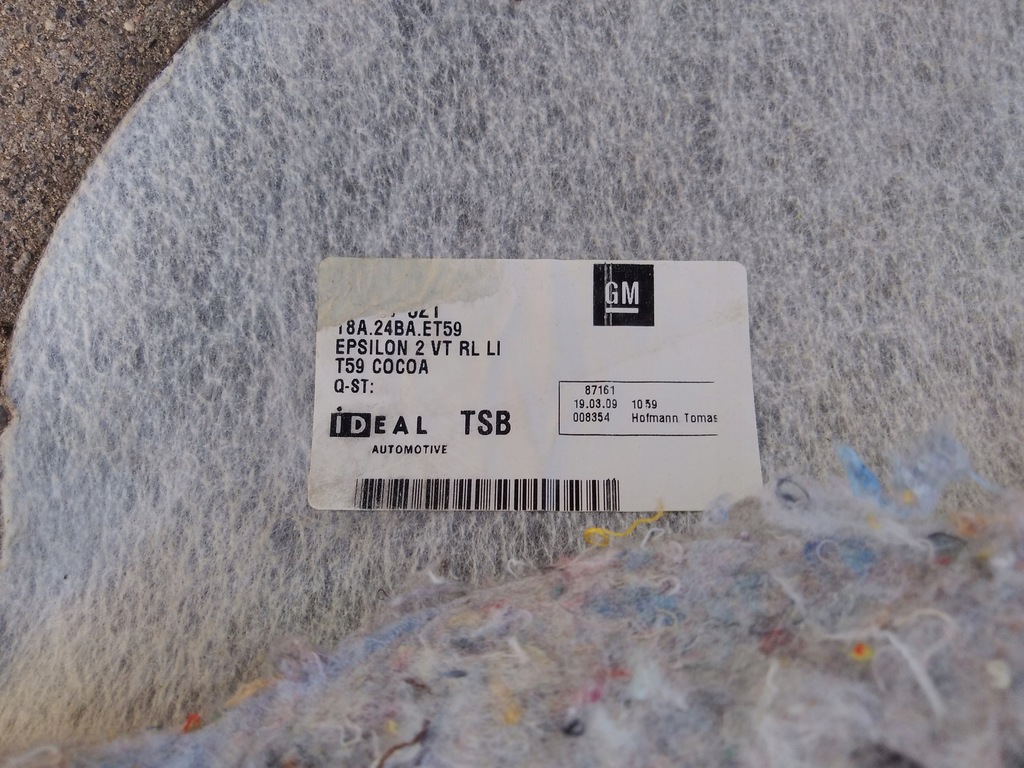 18A.24BA.ET59
EPSILON 2 VT RL LI
T59 COCOA
Q-ST:
iDEAL TSB
AUTOMOTIVE
GM
87161
19.03.09 10:59
008354 Hofmann Tomas